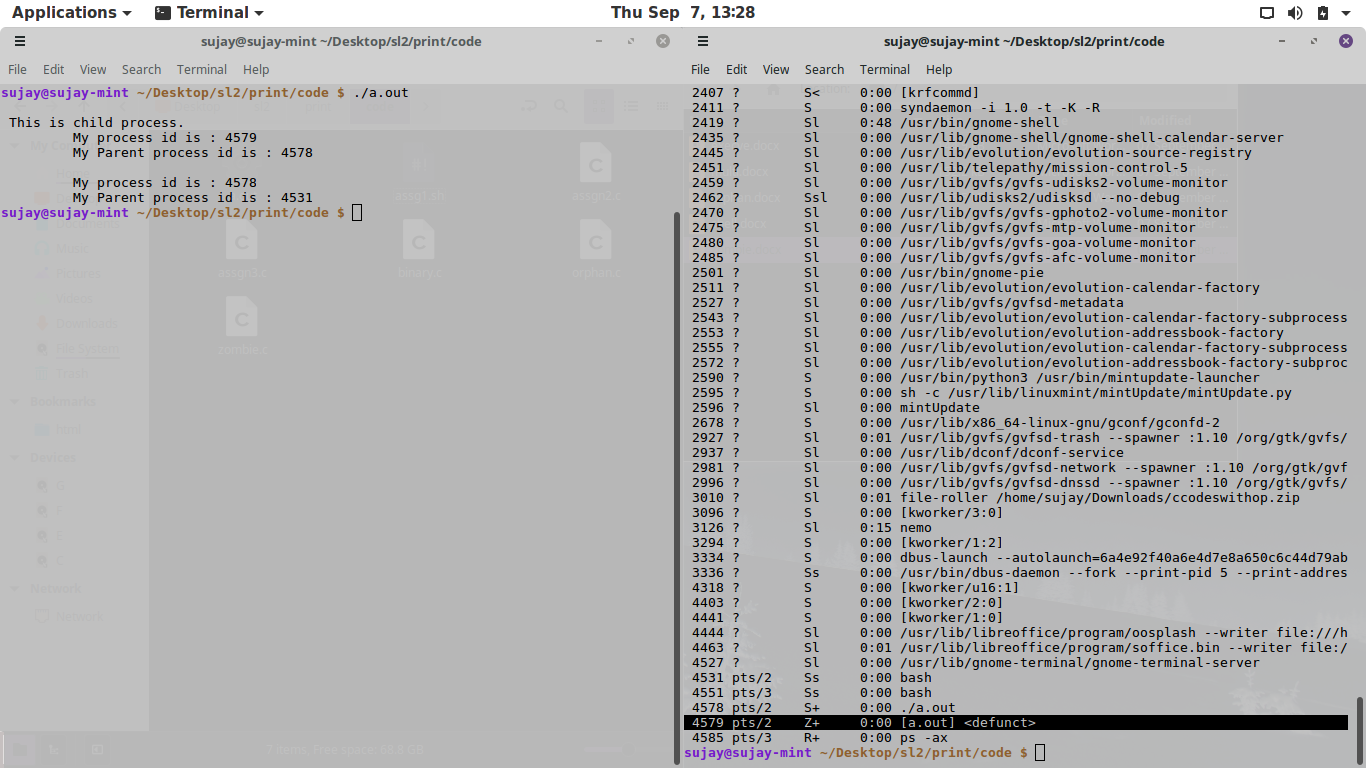 Applications Terminal Thu Sep 7, 13:28
sujay@sujay-mint ~/Desktop/sl2/print/code
File Edit View Search Terminal Help
sujay@sujay-mint ~/Desktop/sl2/print/code $ ./a.out
This is child process.
My process id is : 4579
My Parent process id is : 4578
My process id is : 4578
My Parent process id is : 4531
sujay@sujay-mint ~/Desktop/sl2/print/code $
assgn2.c
assgn3.c binary.c orphan.c
zombie.c
Documents
Music
Pictures
Videos
Downloads
File System
Trash
Bookmarks
html
Devices
G
F
E
C
Network
Network
7 items, Free space: 68.8 GB
sujay@sujay-mint ~/Desktop/sl2/print/code
File Edit View Search Terminal Help
2407 ? S< 0:00 [krfcommd]
2411 ? S 0:00 syndaemon -i 1.0 -t -K -R
2419 ? Sl 0:48 /usr/bin/gnome-shell
2435 ? Sl 0:00 /usr/lib/gnome-shell/gnome-shell-calendar-server
2445 ? Sl 0:00 /usr/lib/evolution/evolution-source-registry
2451 ? Sl 0:00 /usr/lib/telepathy/mission-control-5
2459 ? Sl 0:00 /usr/lib/gvfs/gvfs-udisks2-volume-monitor
2462 ? Ssl 0:00 /usr/lib/udisks2/udisksd --no-debug
2470 ? Sl 0:00 /usr/lib/gvfs/gvfs-gphoto2-volume-monitor
2475 ? Sl 0:00 /usr/lib/gvfs/gvfs-mtp-volume-monitor
2480 ? Sl 0:00 /usr/lib/gvfs/gvfs-goa-volume-monitor
2485 ? Sl 0:00 /usr/lib/gvfs/gvfs-afc-volume-monitor
2501 ? Sl 0:00 /usr/bin/gnome-pie
2511 ? Sl 0:00 /usr/lib/evolution/evolution-calendar-factory
2527 ? Sl 0:00 /usr/lib/gvfs/gvfsd-metadata
2543 ? Sl 0:00 /usr/lib/evolution/evolution-calendar-factory-subprocess
2553 ? Sl 0:00 /usr/lib/evolution/evolution-addressbook-factory
2555 ? Sl 0:00 /usr/lib/evolution/evolution-calendar-factory-subprocess
2572 ? Sl 0:00 /usr/lib/evolution/evolution-addressbook-factory-subproc
2590 ? S 0:00 /usr/bin/python3 /usr/bin/mintupdate-launcher
2595 ? S 0:00 sh -c /usr/lib/linuxmint/mintUpdate/mintUpdate.py
2596 ? Sl 0:00 mintUpdate
2678 ? S 0:00 /usr/lib/x86_64-linux-gnu/gconf/gconfd-2
2927 ? Sl 0:01 /usr/lib/gvfs/gvfsd-trash --spawner :1.10 /org/gtk/gvfs/
2937 ? Sl 0:00 /usr/lib/dconf/dconf-service
2981 ? Sl 0:00 /usr/lib/gvfs/gvfsd-network --spawner :1.10 /org/gtk/gvf
2996 ? Sl 0:00 /usr/lib/gvfs/gvfsd-dnssd --spawner :1.10 /org/gtk/gvfs/
3010 ? Sl 0:01 file-roller /home/sujay/Downloads/ccodeswithop.zip
3096 ? S 0:00 [kworker/3:0]
3126 ? Sl 0:15 nemo
3294 ? S 0:00 [kworker/1:2]
3334 ? S 0:00 dbus-launch --autolaunch=6a4e92f40a6e4d7e8a650c6c44d79ab
3336 ? Ss 0:00 /usr/bin/dbus-daemon --fork --print-pid 5 --print-addres
4318 ? S 0:00 [kworker/u16:1]
4403 ? S 0:00 [kworker/2:0]
4441 ? S 0:00 [kworker/1:0]
4444 ? Sl 0:00 /usr/lib/libreoffice/program/oosplash --writer file:///h
4463 ? Sl 0:01 /usr/lib/libreoffice/program/soffice.bin --writer file:/
4527 ? Sl 0:00 /usr/lib/gnome-terminal/gnome-terminal-server
4531 pts/2 Ss 0:00 bash
4551 pts/3 Ss 0:00 bash
4578 pts/2 S+ 0:00 ./a.out
4579 pts/2 Z+ 0:00 [a.out] <defunct>
4585 pts/3 R+ 0:00 ps -ax
sujay@sujay-mint ~/Desktop/sl2/print/code $